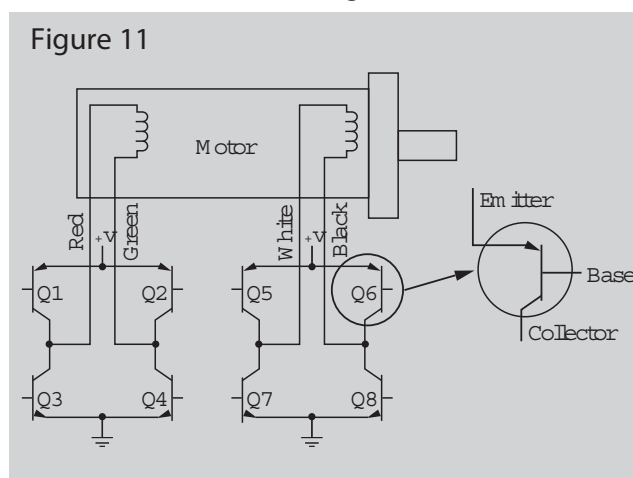 Figure 11
Motor
Red
Green
White
Black
+V
+V
Emitter
Base
Collector
Q1
Q2
Q5
Q6
Q3
Q4
Q7
Q8